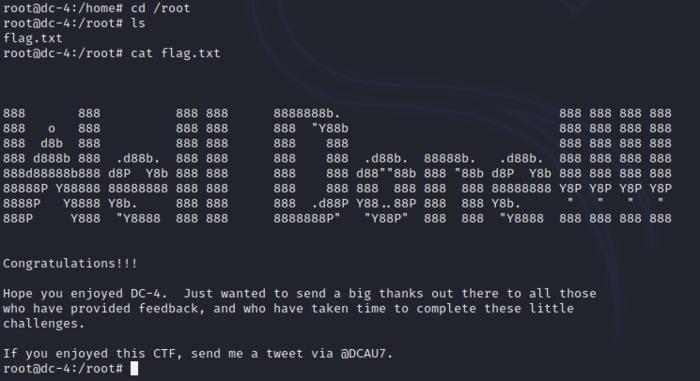 root@dc-4:/home# cd /root
root@dc-4:/root# ls
flag.txt
root@dc-4:/root# cat flag.txt
888       888          888 888      8888888b.                             888 888 888 888
888   o   888          888 888      888  "Y88b                            888 888 888 888
888  d8b  888          888 888      888    888                            888 888 888 888
888 d888b 888  .d88b.  888 888      888    888  .d88b.  88888b.   .d88b.  888 888 888 888
888d88888b888 d8P  Y8b 888 888      888    888 d88""88b 888 "88b d8P  Y8b 888 888 888 888
88888P Y88888 88888888 888 888      888    888 888  888 888  888 88888888 Y8P Y8P Y8P Y8P
8888P   Y8888 Y8b.     888 888      888  .d88P Y88..88P 888  888 Y8b.      "   "   "   "
888P     Y888  "Y8888  888 888      8888888P"   "Y88P"  888  888  "Y8888  888 888 888 888
Congratulations!!!
Hope you enjoyed DC-4.  Just wanted to send a big thanks out there to all those
who have provided feedback, and who have taken time to complete these little
challenges.
If you enjoyed this CTF, send me a tweet via @DCAU7.
root@dc-4:/root#